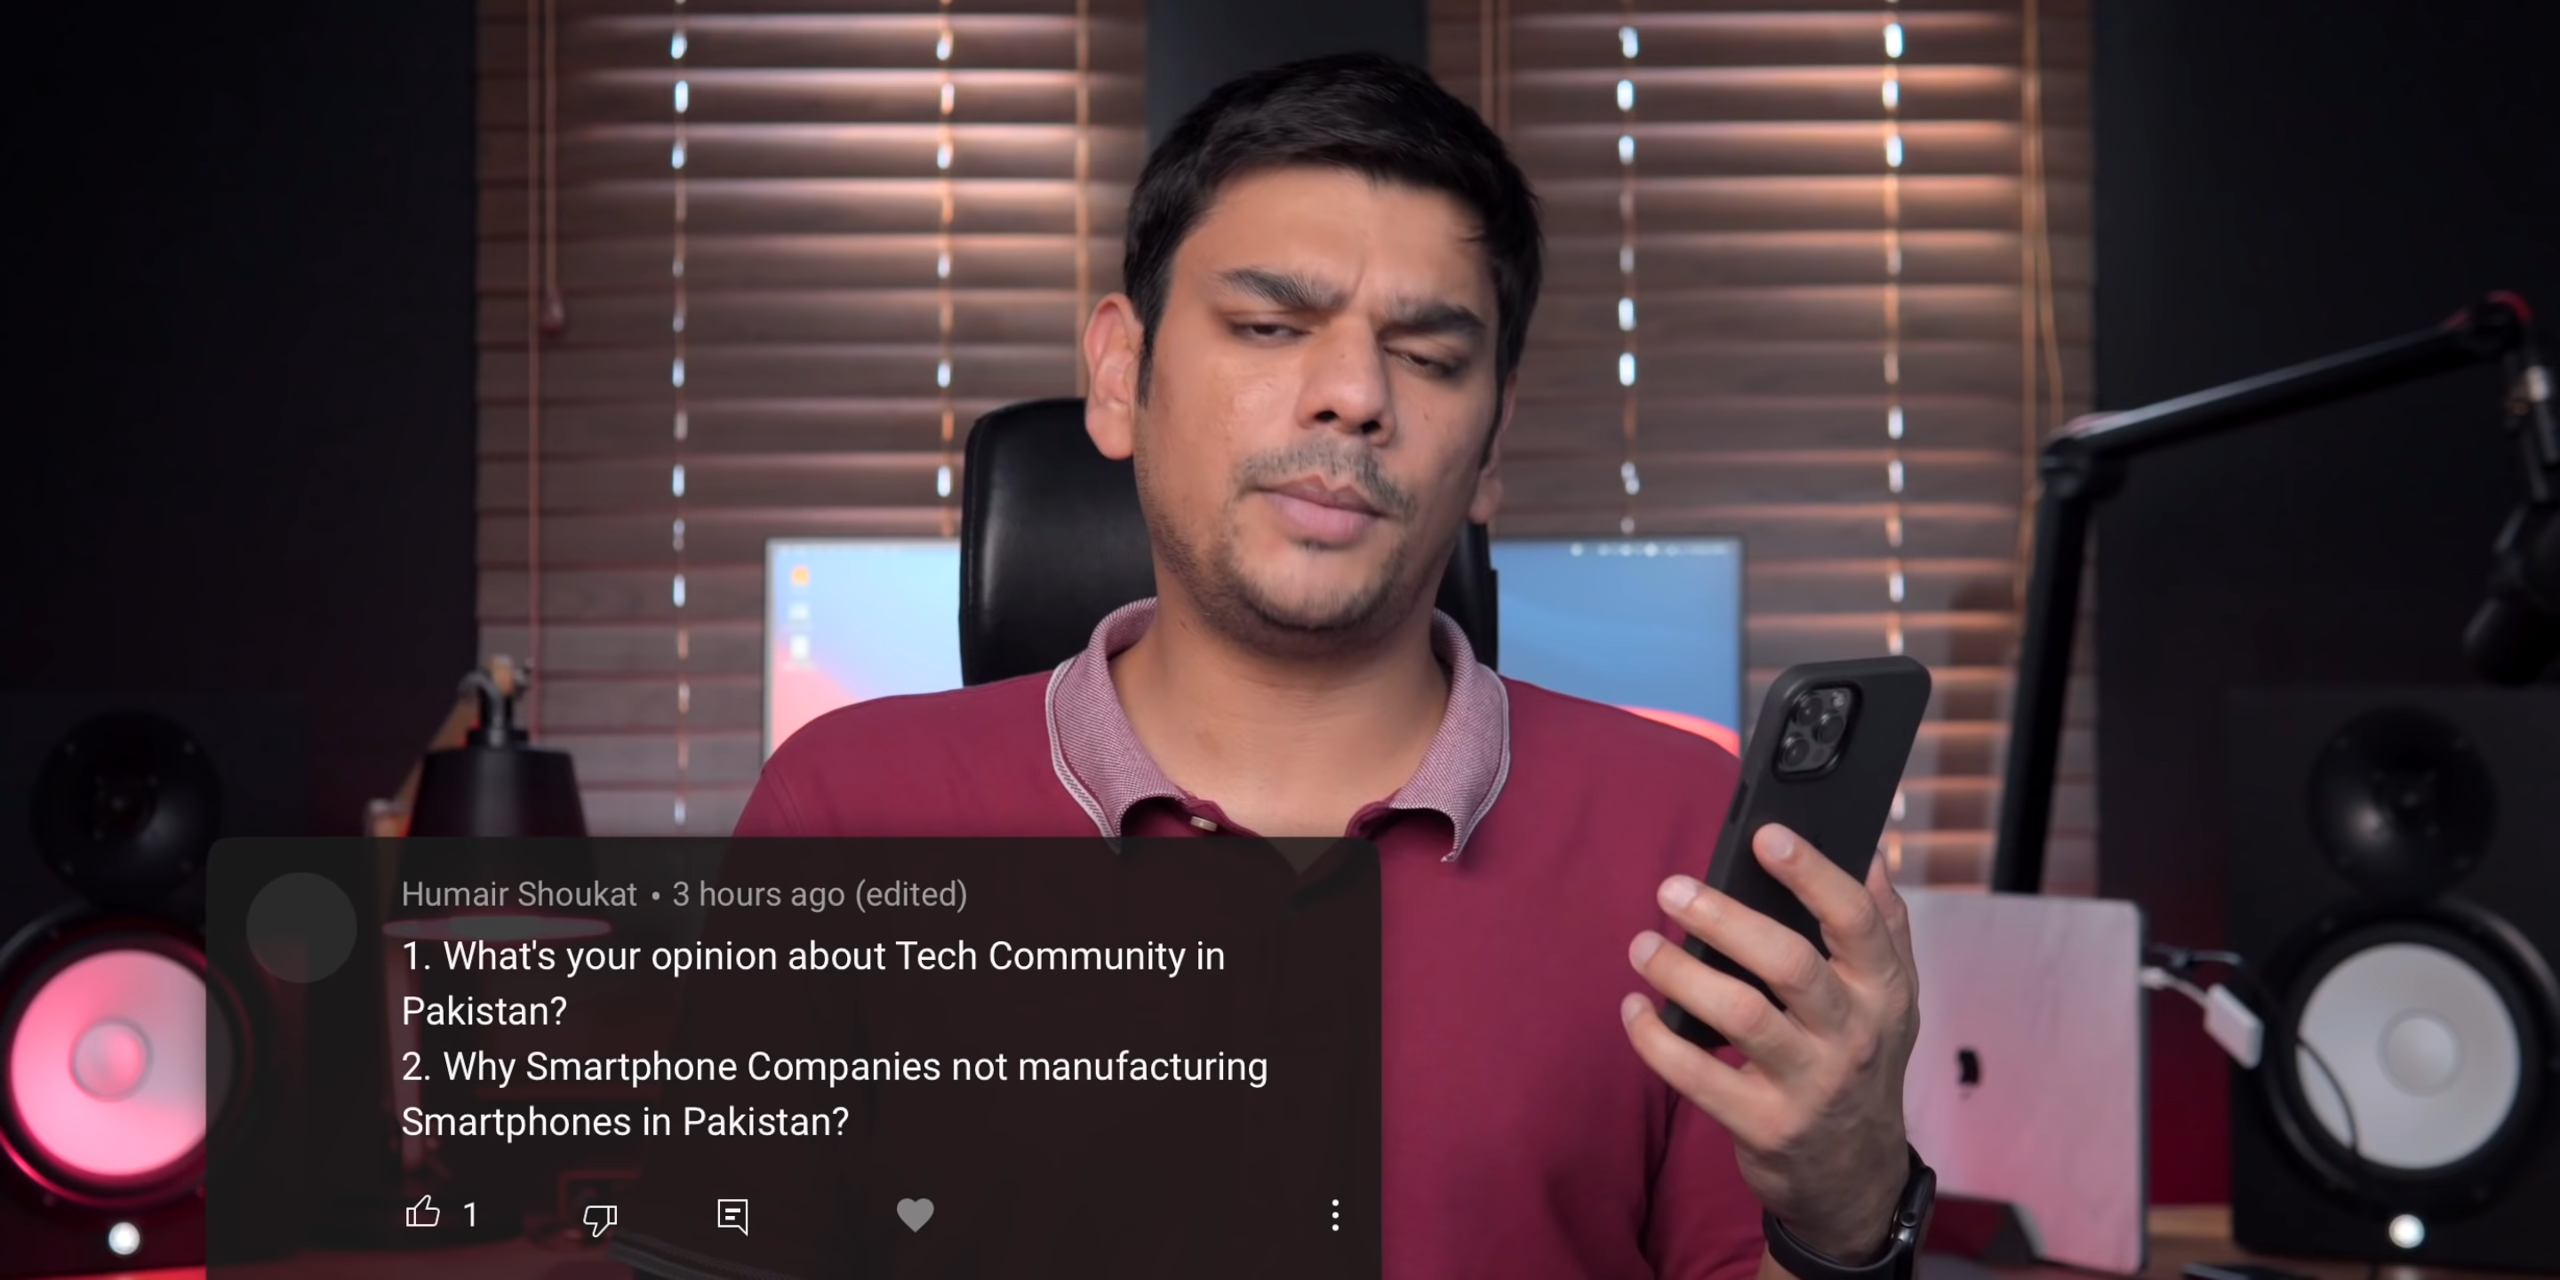 Humair Shoukat • 3 hours ago (edited)
1. What's your opinion about Tech Community in
Pakistan?
2. Why Smartphone Companies not manufacturing
Smartphones in Pakistan?
1